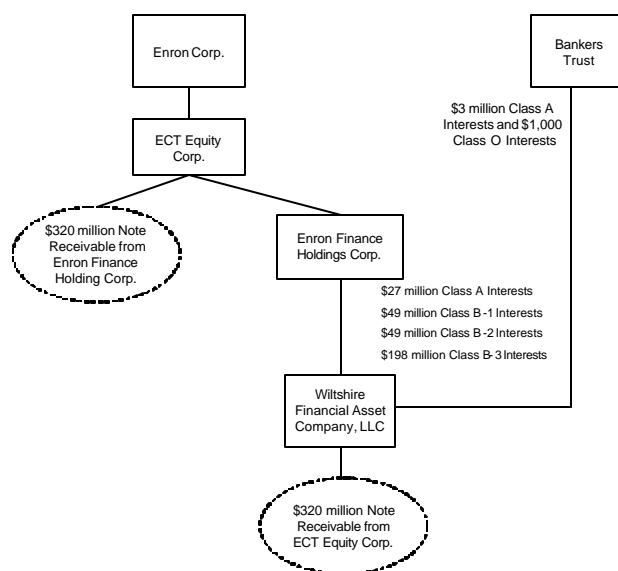 Enron Corp.
Bankers
Trust
$3 million Class A
Interests and $1,000
Class O Interests
ECT Equity
Corp.
$320 million Note
Receivable from
Enron Finance
Holding Corp.
Enron Finance
Holdings Corp.
$27 million Class A Interests
$49 million Class B-1 Interests
$49 million Class B-2 Interests
$198 million Class B-3 Interests
Wiltshire
Financial Asset
Company, LLC
$320 million Note
Receivable from
ECT Equity Corp.